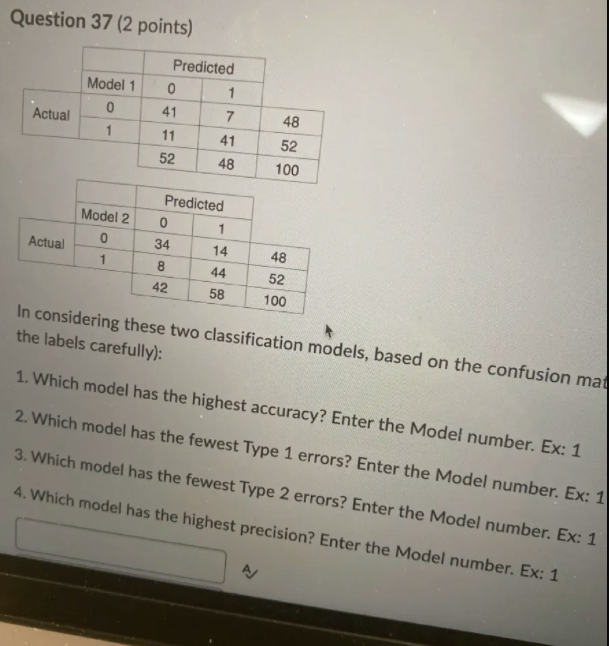 Question 37 (2 points)
Predicted
Model 1 0 1
Actual 0 41 7 48
1 11 41 52
52 48 100
Predicted
Model 2 0 1
Actual 0 34 14 48
1 8 44 52
42 58 100
In considering these two classification models, based on the confusion mat
the labels carefully):
1. Which model has the highest accuracy? Enter the Model number. Ex: 1
2. Which model has the fewest Type 1 errors? Enter the Model number. Ex: 1
3. Which model has the fewest Type 2 errors? Enter the Model number. Ex: 1
4. Which model has the highest precision? Enter the Model number. Ex: 1